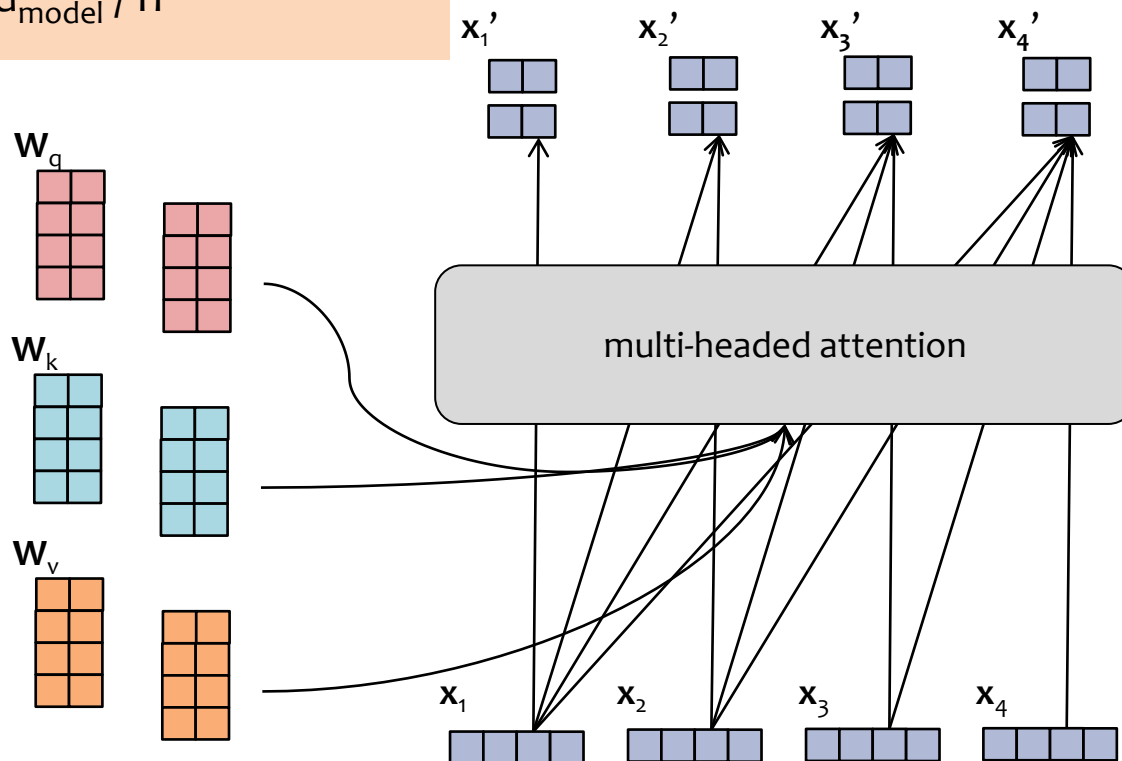 d_model / h
x₁’ x₂’ x₃’ x₄’
W_q
W_k
multi-headed attention
W_v
x₁ x₂ x₃ x₄